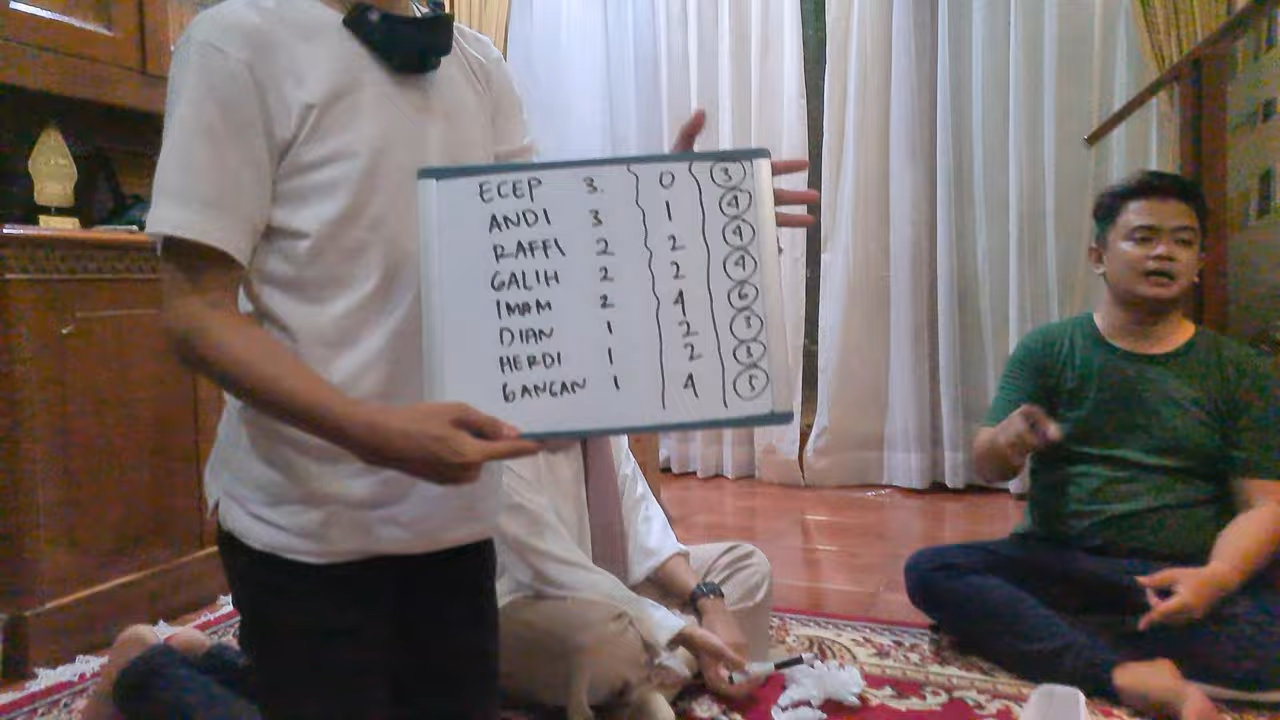 ECEP 3. 0 3
ANDI 3 1 4
RAFFI 2 2 4
GALIH 2 2 4
IMAM 2 4 6
DIAN 1 2 3
HERDI 1 2
GANGAN 1 4 5